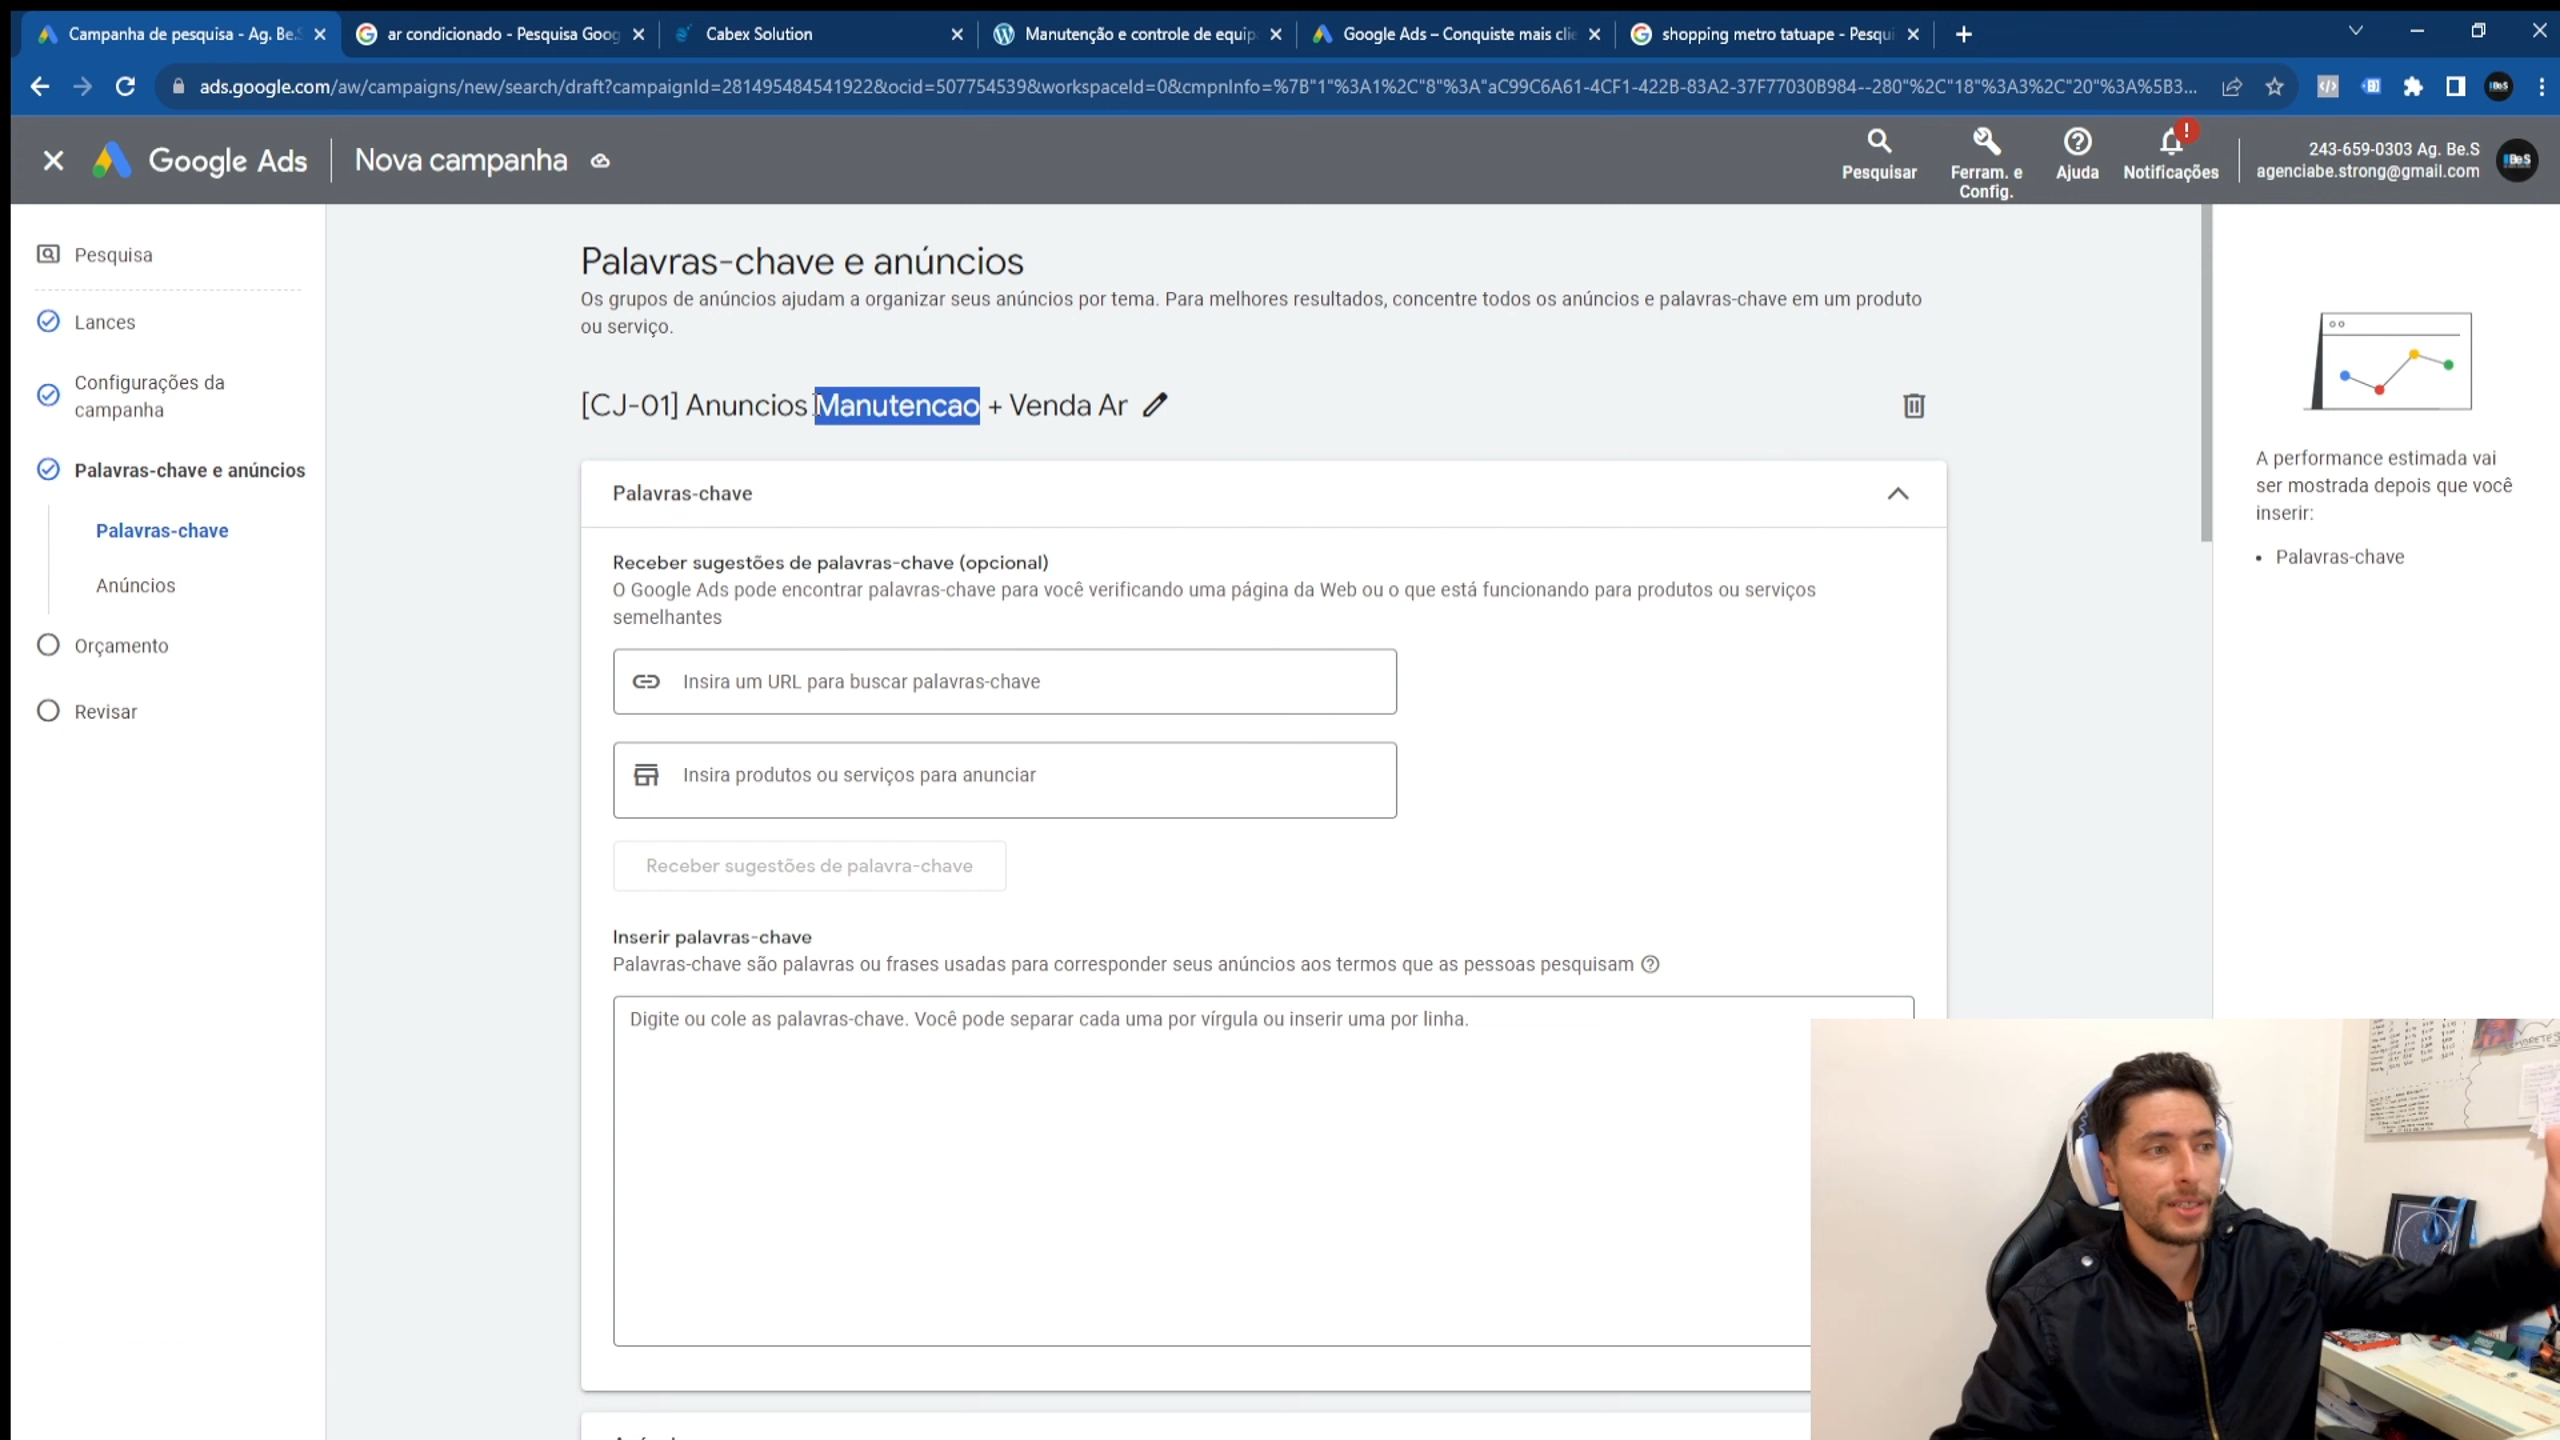 Campanha de pesquisa - Ag. Be.S
ar condicionado - Pesquisa Goog
Cabex Solution
Manutenção e controle de equip
Google Ads – Conquiste mais clie
shopping metro tatuape - Pesqui
ads.google.com/aw/campaigns/new/search/draft?campaignId=281495484541922&ocid=507754539&workspaceId=0&cmpnInfo=%7B"1"%3A1%2C"8"%3A"aC99C6A61-4CF1-422B-83A2-37F77030B984--280"%2C"18"%3A3%2C"20"%3A%5B3...
Google Ads
Nova campanha
Pesquisar
Ferram. e
Config.
Ajuda
Notificações
243-659-0303 Ag. Be.S
agenciabe.strong@gmail.com
Pesquisa
Lances
Configurações da
campanha
Palavras-chave e anúncios
Palavras-chave
Anúncios
Orçamento
Revisar
Palavras-chave e anúncios
Os grupos de anúncios ajudam a organizar seus anúncios por tema. Para melhores resultados, concentre todos os anúncios e palavras-chave em um produto
ou serviço.
[CJ-01] Anuncios Manutencao + Venda Ar
Palavras-chave
Receber sugestões de palavras-chave (opcional)
O Google Ads pode encontrar palavras-chave para você verificando uma página da Web ou o que está funcionando para produtos ou serviços
semelhantes
Insira um URL para buscar palavras-chave
Insira produtos ou serviços para anunciar
Receber sugestões de palavra-chave
Inserir palavras-chave
Palavras-chave são palavras ou frases usadas para corresponder seus anúncios aos termos que as pessoas pesquisam
Digite ou cole as palavras-chave. Você pode separar cada uma por vírgula ou inserir uma por linha.
A performance estimada vai
ser mostrada depois que você
inserir:
• Palavras-chave